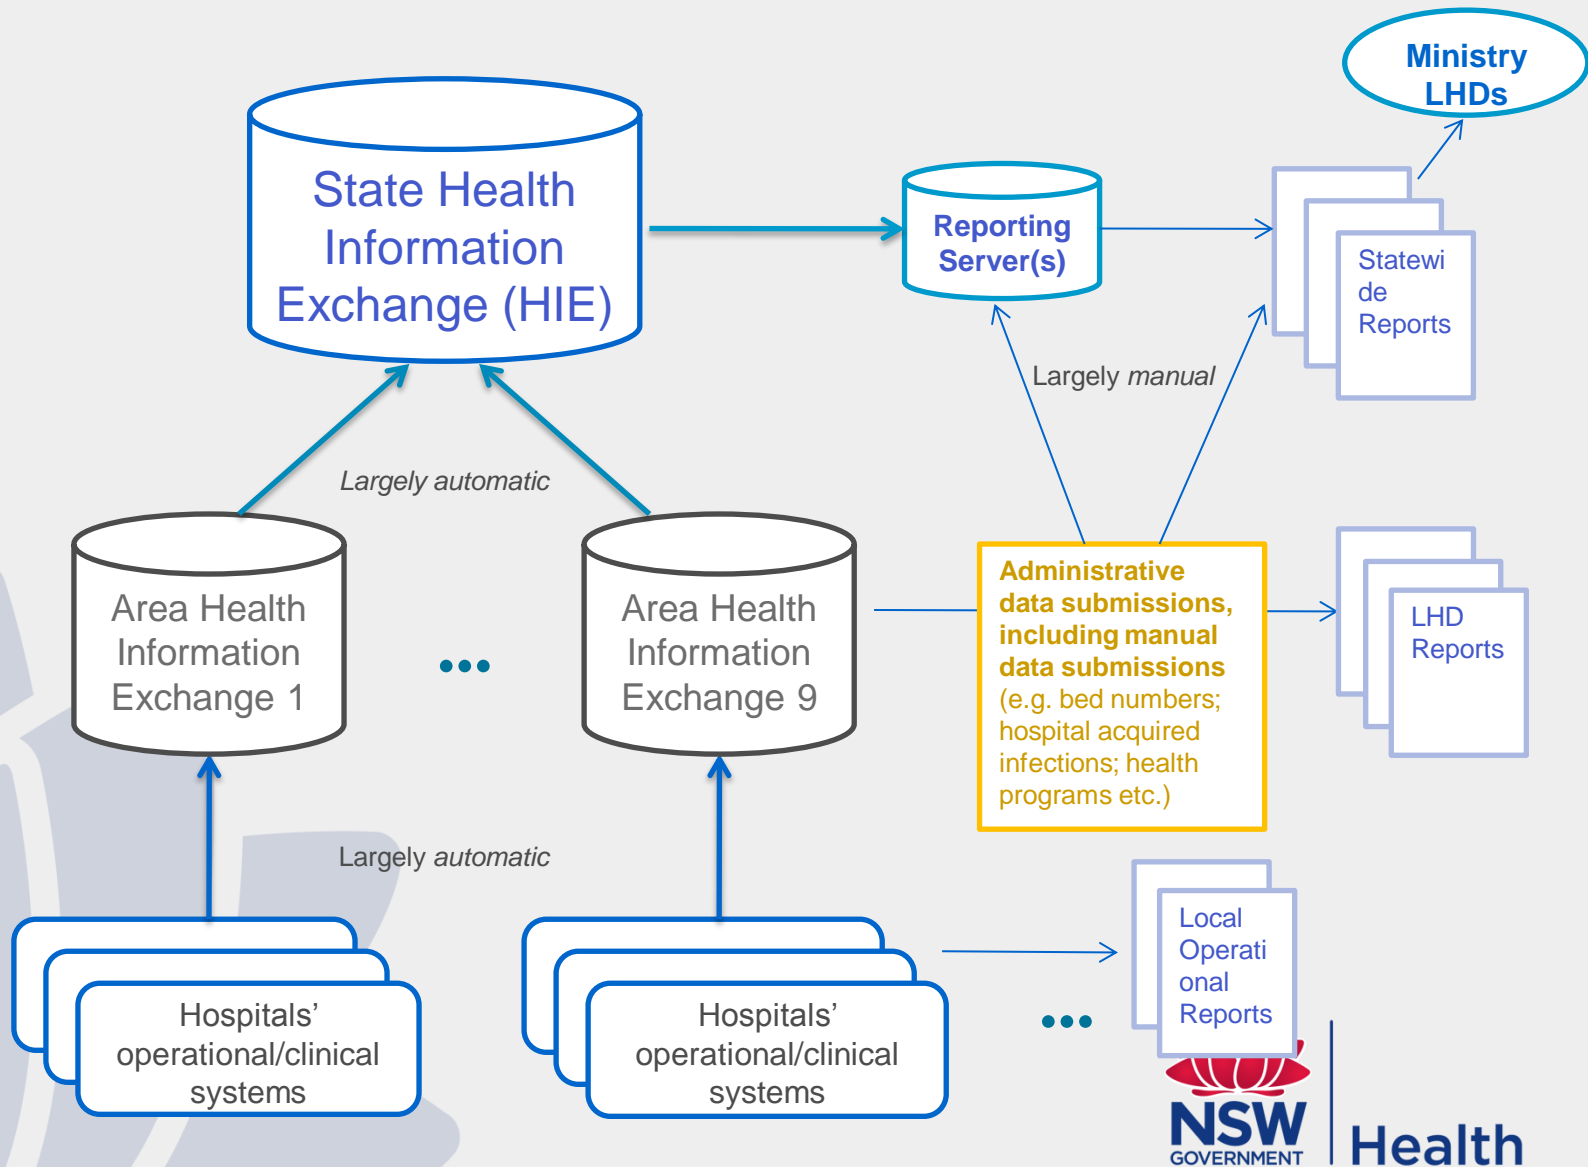 Ministry
LHDs
State Health
Information
Exchange (HIE)
Reporting
Server(s)
Statewi
de
Reports
Largely manual
Largely automatic
Area Health
Information
Exchange 1
•••
Area Health
Information
Exchange 9
Administrative
data submissions,
including manual
data submissions
(e.g. bed numbers;
hospital acquired
infections; health
programs etc.)
LHD
Reports
Largely automatic
Hospitals’
operational/clinical
systems
Hospitals’
operational/clinical
systems
•••
Local
Operati
onal
Reports
NSW
GOVERNMENT
Health